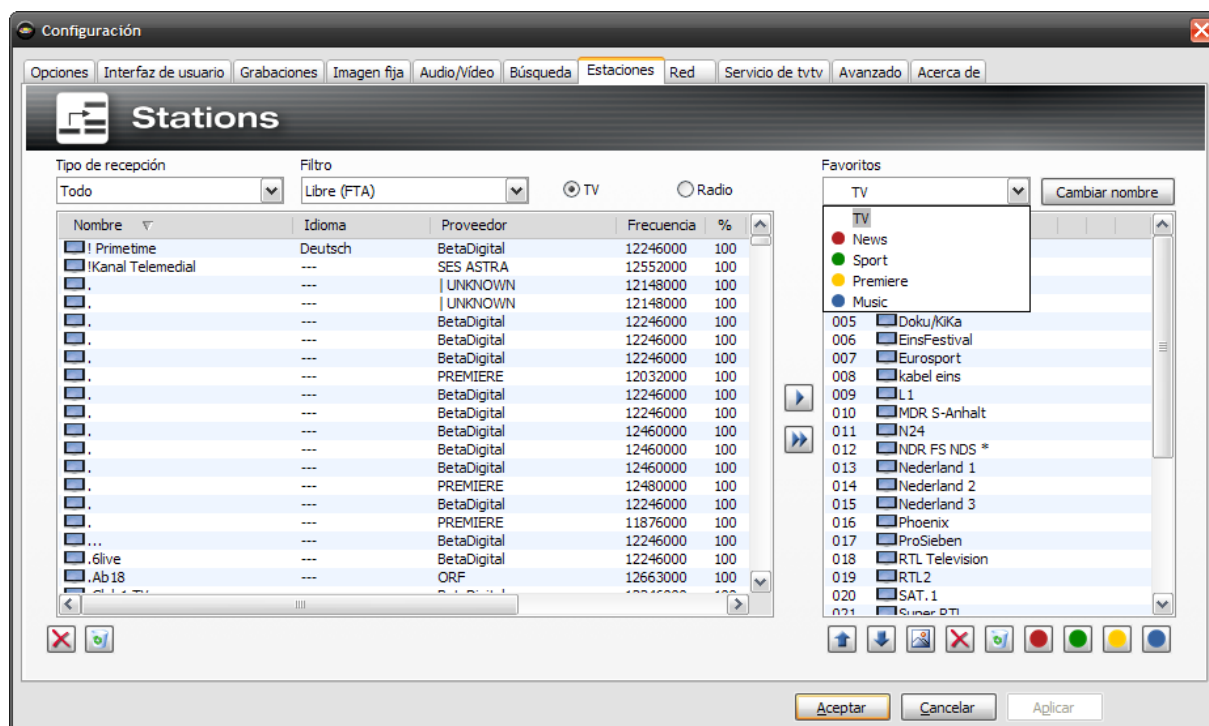 Configuración
Opciones Interfaz de usuario Grabaciones Imagen fija Audio/Vídeo Búsqueda Estaciones Red Servicio de tvtv Avanzado Acerca de
Stations
Tipo de recepción Filtro Favoritos
Todo Libre (FTA) TV Radio TV Cambiar nombre
Nombre Idioma Proveedor Frecuencia %
TV
News
Sport
Premiere
Music
! Primetime Deutsch BetaDigital 12246000 100
!Kanal Telemedial --- SES ASTRA 12552000 100
. --- | UNKNOWN 12148000 100
. --- | UNKNOWN 12148000 100
. --- BetaDigital 12246000 100
. --- BetaDigital 12246000 100
. --- BetaDigital 12246000 100
. --- PREMIERE 12032000 100
. --- BetaDigital 12246000 100
. --- BetaDigital 12246000 100
. --- BetaDigital 12460000 100
. --- BetaDigital 12460000 100
. --- BetaDigital 12460000 100
. --- PREMIERE 12480000 100
. --- BetaDigital 12246000 100
. --- PREMIERE 11876000 100
... --- BetaDigital 12246000 100
.6live --- BetaDigital 12246000 100
.Ab18 --- ORF 12663000 100
005 Doku/KiKa
006 EinsFestival
007 Eurosport
008 kabel eins
009 L1
010 MDR S-Anhalt
011 N24
012 NDR FS NDS *
013 Nederland 1
014 Nederland 2
015 Nederland 3
016 Phoenix
017 ProSieben
018 RTL Television
019 RTL2
020 SAT.1
021 Super RTL
Aceptar Cancelar Aplicar